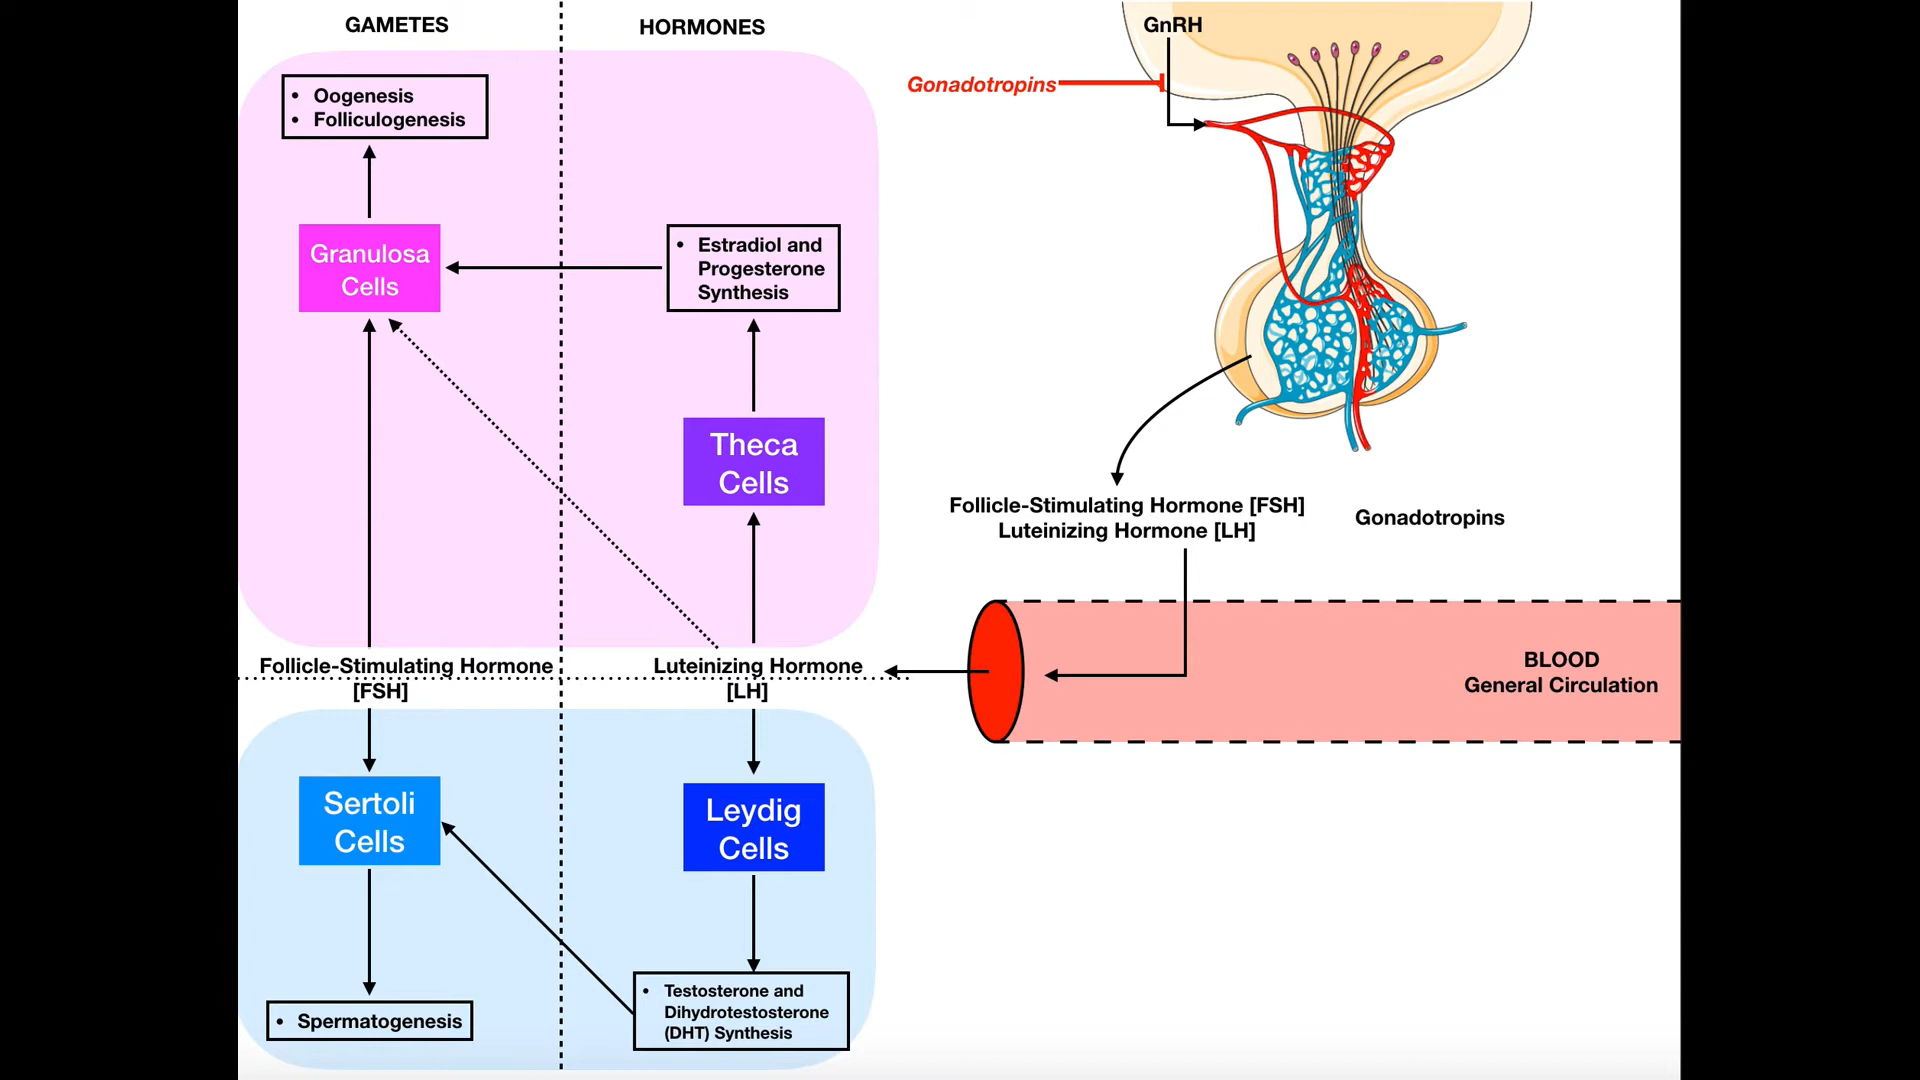 GAMETES
HORMONES
• Oogenesis
• Folliculogenesis
Granulosa
Cells
• Estradiol and
Progesterone
Synthesis
Theca
Cells
Follicle-Stimulating Hormone
[FSH]
Luteinizing Hormone
[LH]
Sertoli
Cells
Leydig
Cells
• Spermatogenesis
• Testosterone and
Dihydrotestosterone
(DHT) Synthesis
GnRH
Gonadotropins
Follicle-Stimulating Hormone [FSH]
Luteinizing Hormone [LH]
Gonadotropins
BLOOD
General Circulation